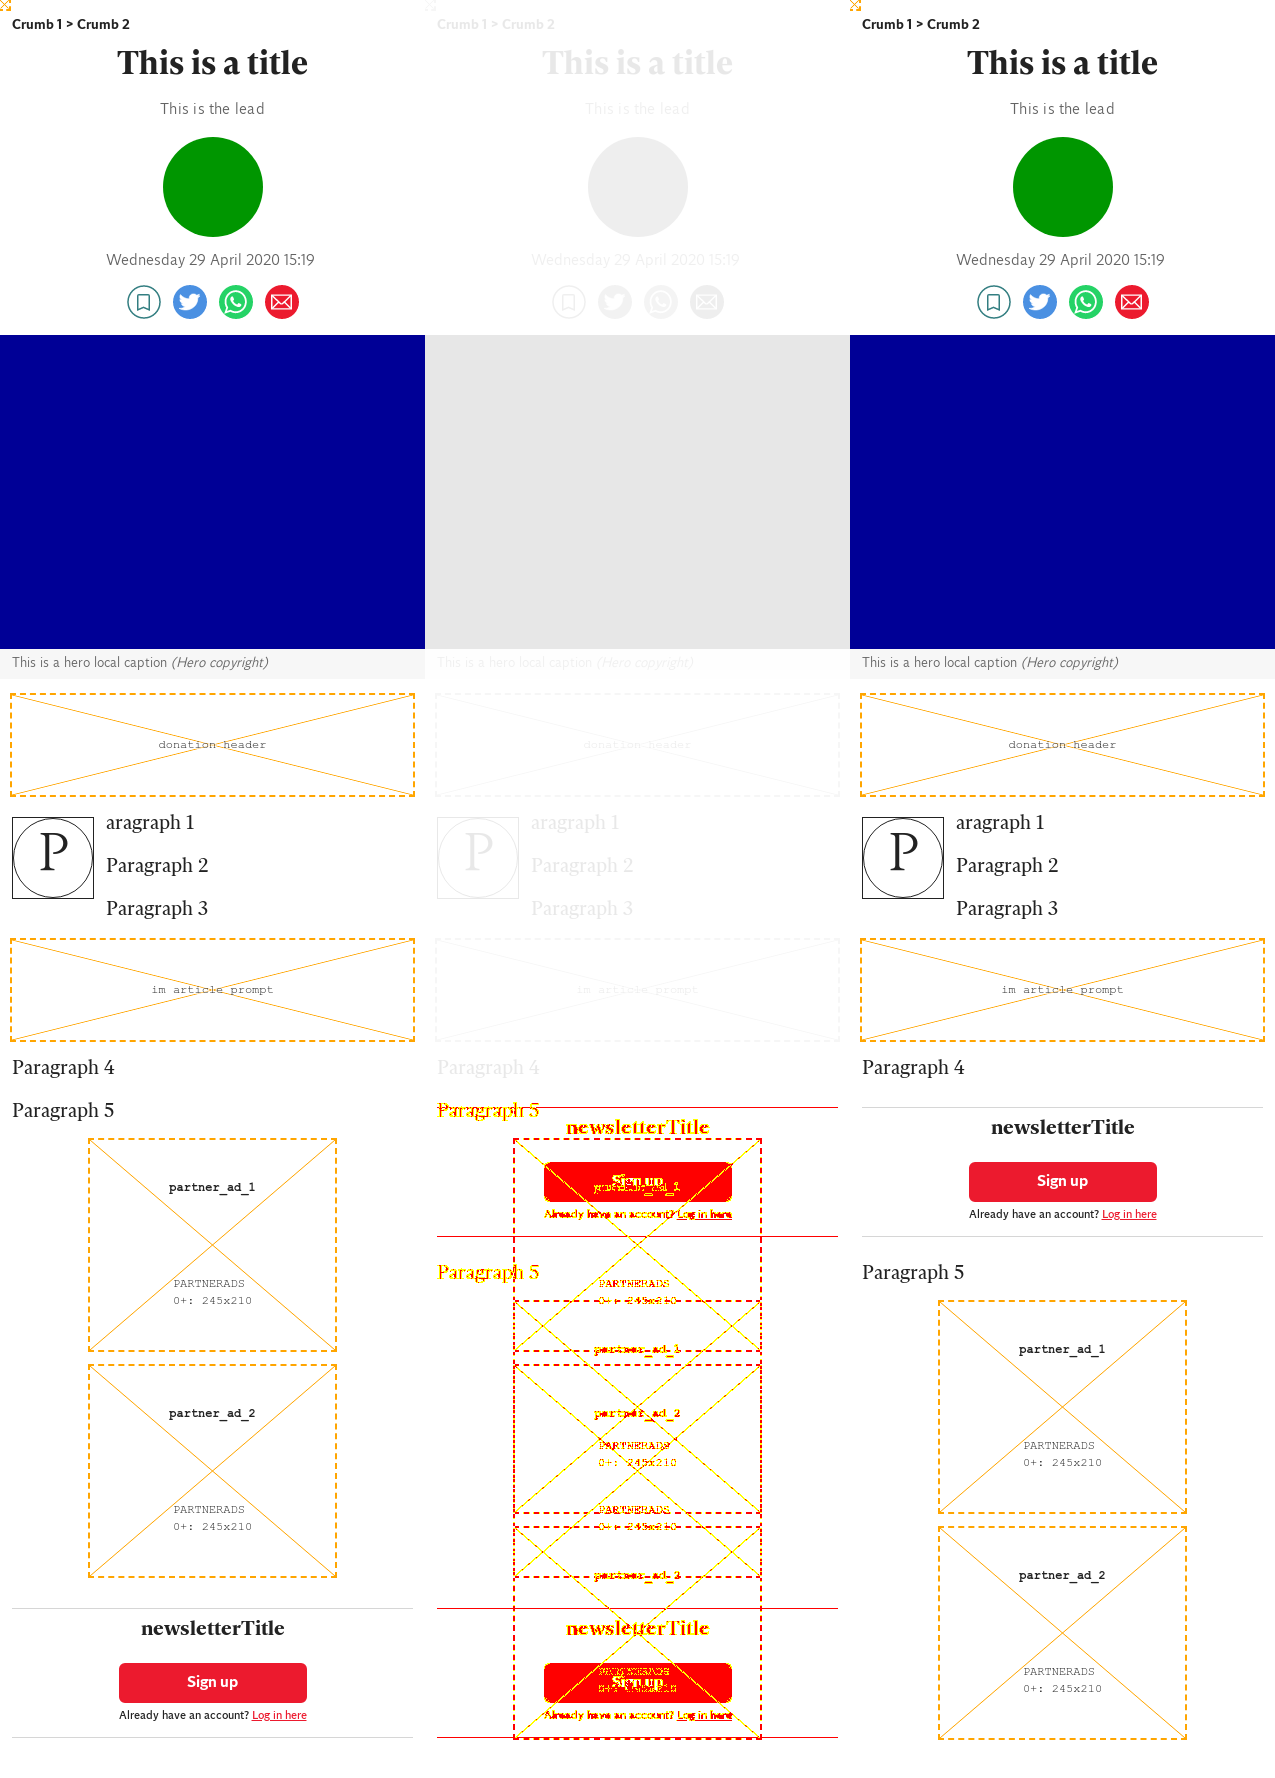 Crumb 1 > Crumb 2
This is a title
This is the lead
Wednesday 29 April 2020 15:19
This is a hero local caption (Hero copyright)
donation header
P
aragraph 1
Paragraph 2
Paragraph 3
im article prompt
Paragraph 4
Paragraph 5
partner_ad_1
PARTNERADS
0+: 245x210
partner_ad_2
PARTNERADS
0+: 245x210
newsletterTitle
Sign up
Already have an account? Log in here
Crumb 1 > Crumb 2
This is a title
This is the lead
Wednesday 29 April 2020 15:19
This is a hero local caption (Hero copyright)
donation header
P
aragraph 1
Paragraph 2
Paragraph 3
im article prompt
Paragraph 4
Paragraph 5
newsletterTitle
Sign up
partner_ad_1
Already have an account? Log in here
Paragraph 5
PARTNERADS
0+: 245x210
partner_ad_1
partner_ad_2
PARTNERADS
0+: 245x210
PARTNERADS
0+: 245x210
partner_ad_2
newsletterTitle
PARTNERADS
Sign up
0+: 245x210
Already have an account? Log in here
Crumb 1 > Crumb 2
This is a title
This is the lead
Wednesday 29 April 2020 15:19
This is a hero local caption (Hero copyright)
donation header
P
aragraph 1
Paragraph 2
Paragraph 3
im article prompt
Paragraph 4
newsletterTitle
Sign up
Already have an account? Log in here
Paragraph 5
partner_ad_1
PARTNERADS
0+: 245x210
partner_ad_2
PARTNERADS
0+: 245x210